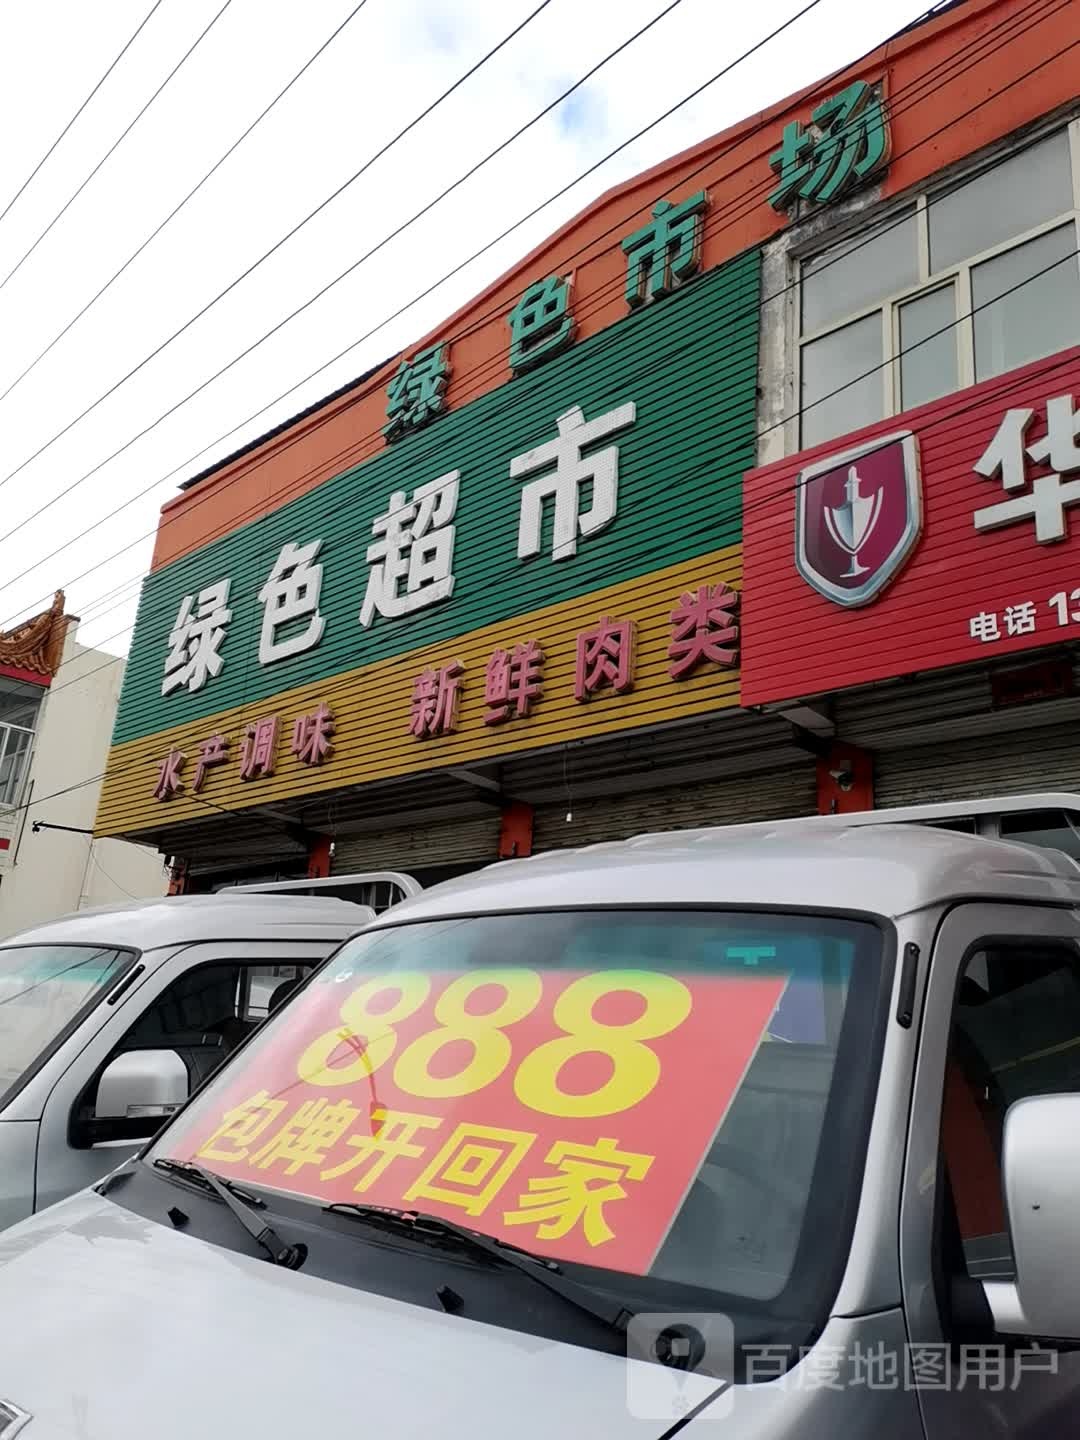 绿色市场
绿色超市
水产调味 新鲜肉类
华
电话 13
888
包牌开回家
百度地图用户